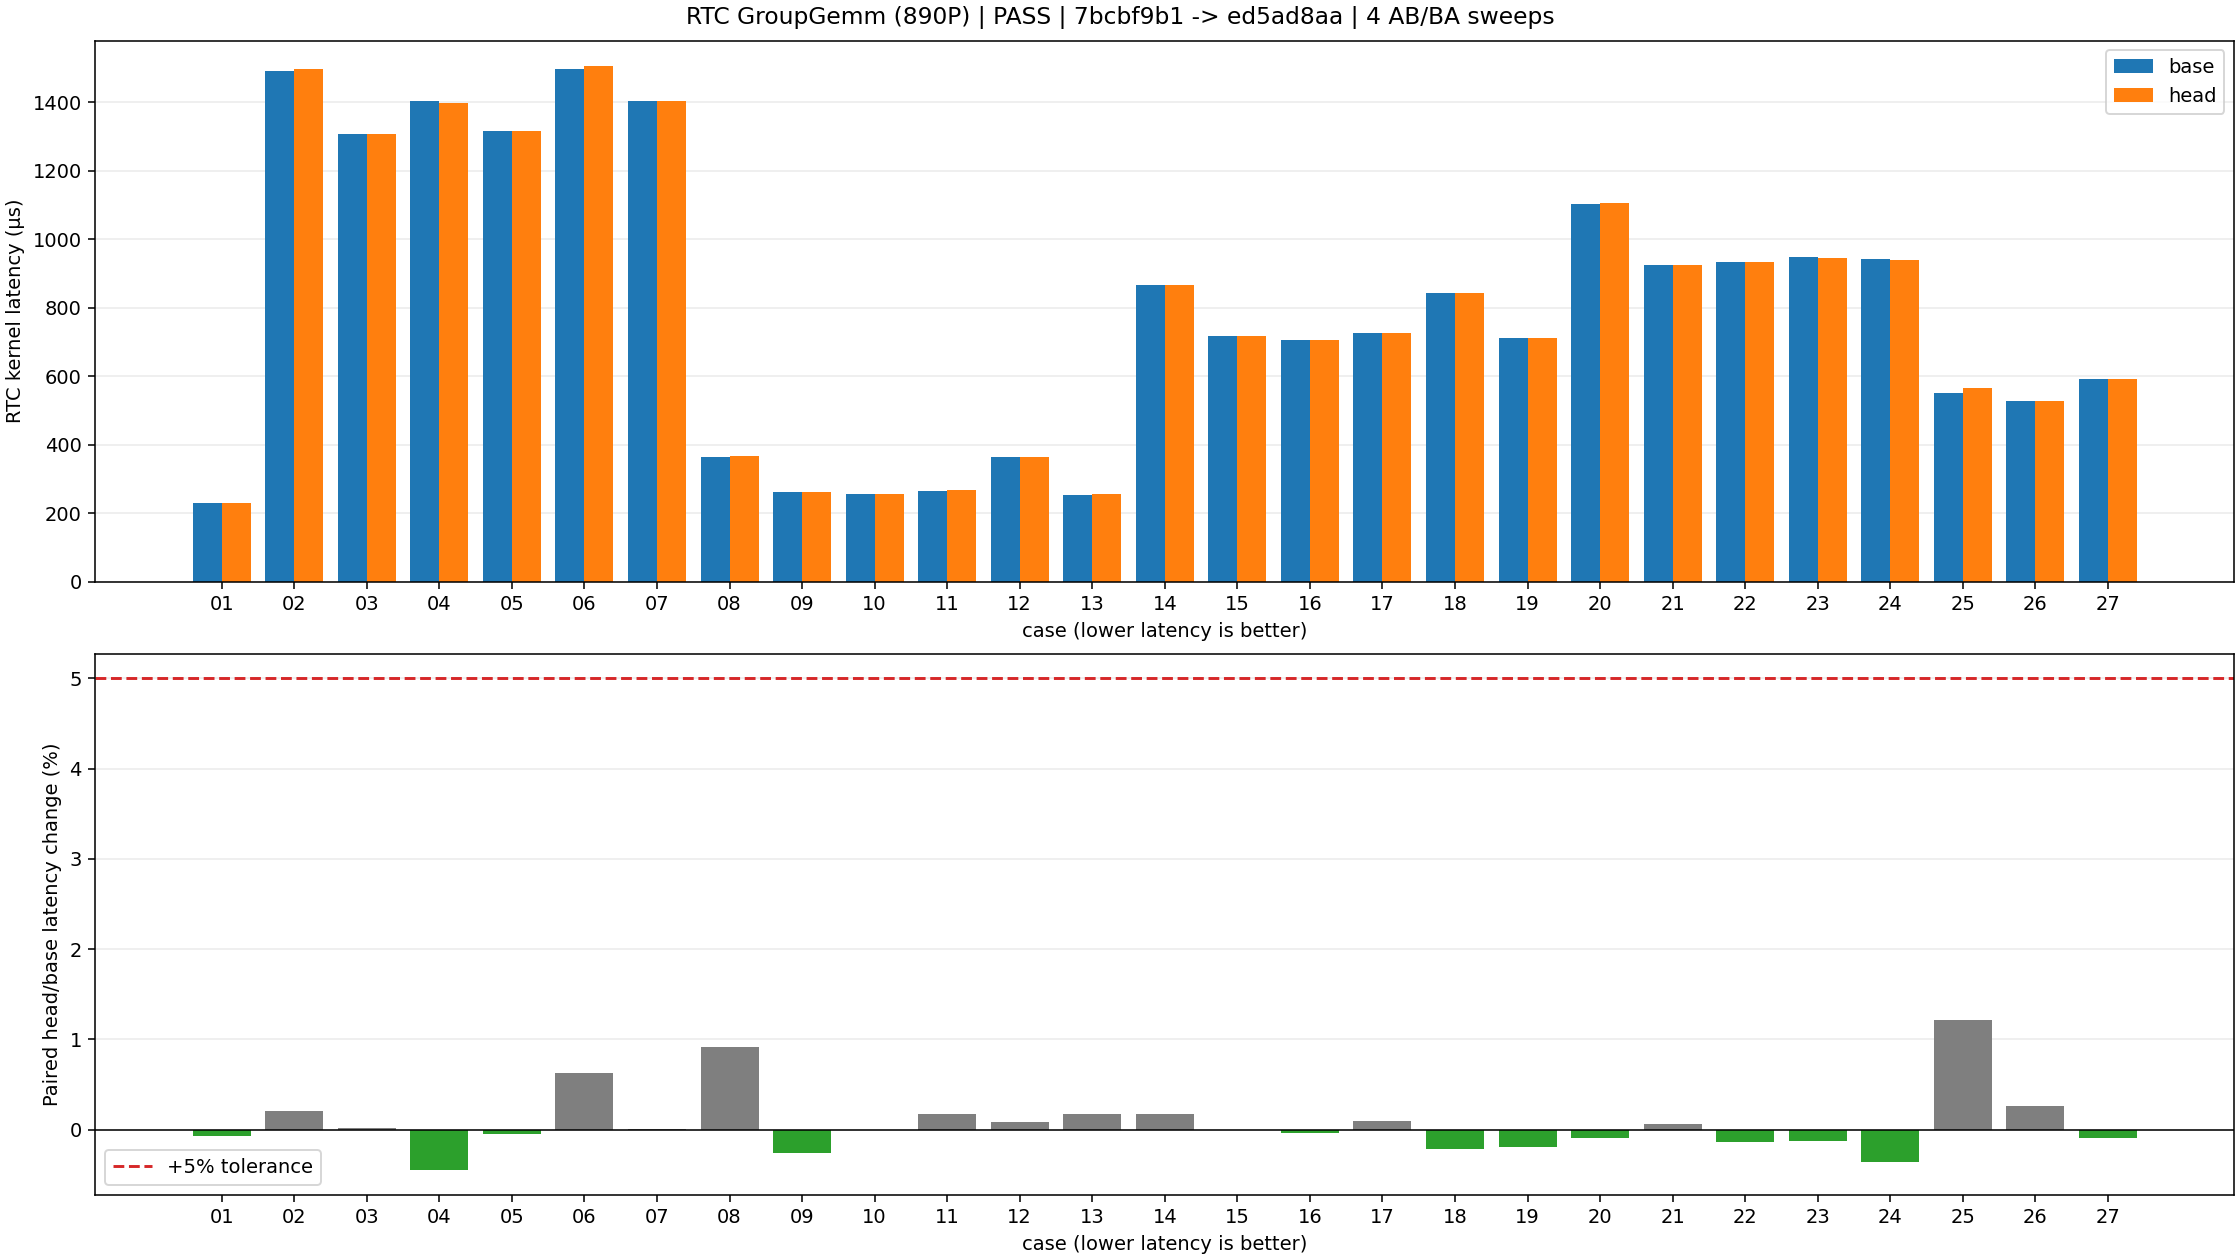 RTC GroupGemm (890P) | PASS | 7bcbf9b1 -> ed5ad8aa | 4 AB/BA sweeps
RTC kernel latency (µs)
1400
1200
1000
800
600
400
200
0
base
head
01 02 03 04 05 06 07 08 09 10 11 12 13 14 15 16 17 18 19 20 21 22 23 24 25 26 27
case (lower latency is better)
Paired head/base latency change (%)
5
4
3
2
1
0
+5% tolerance
01 02 03 04 05 06 07 08 09 10 11 12 13 14 15 16 17 18 19 20 21 22 23 24 25 26 27
case (lower latency is better)